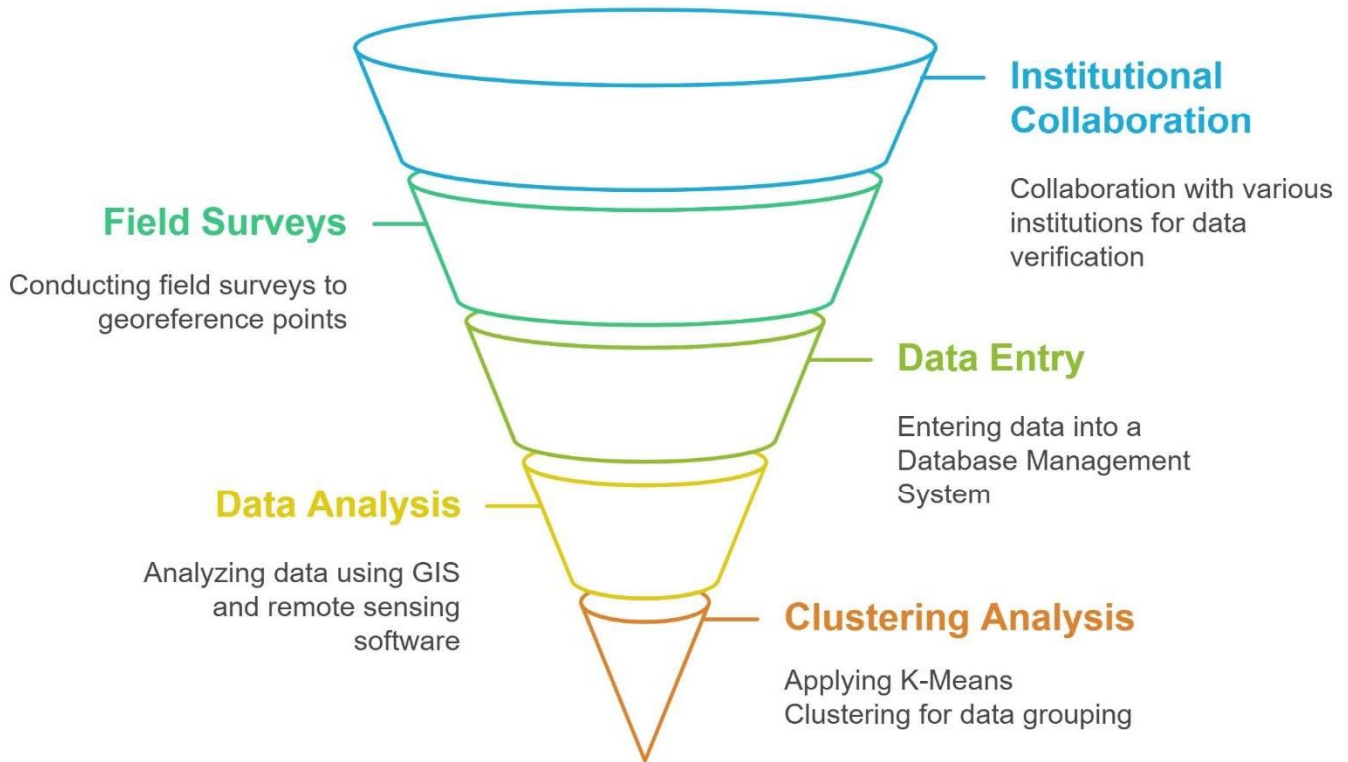 Institutional
Collaboration
Collaboration with various
institutions for data
verification
Field Surveys
Conducting field surveys to
georeference points
Data Entry
Entering data into a
Database Management
System
Data Analysis
Analyzing data using GIS
and remote sensing
software
Clustering Analysis
Applying K-Means
Clustering for data grouping